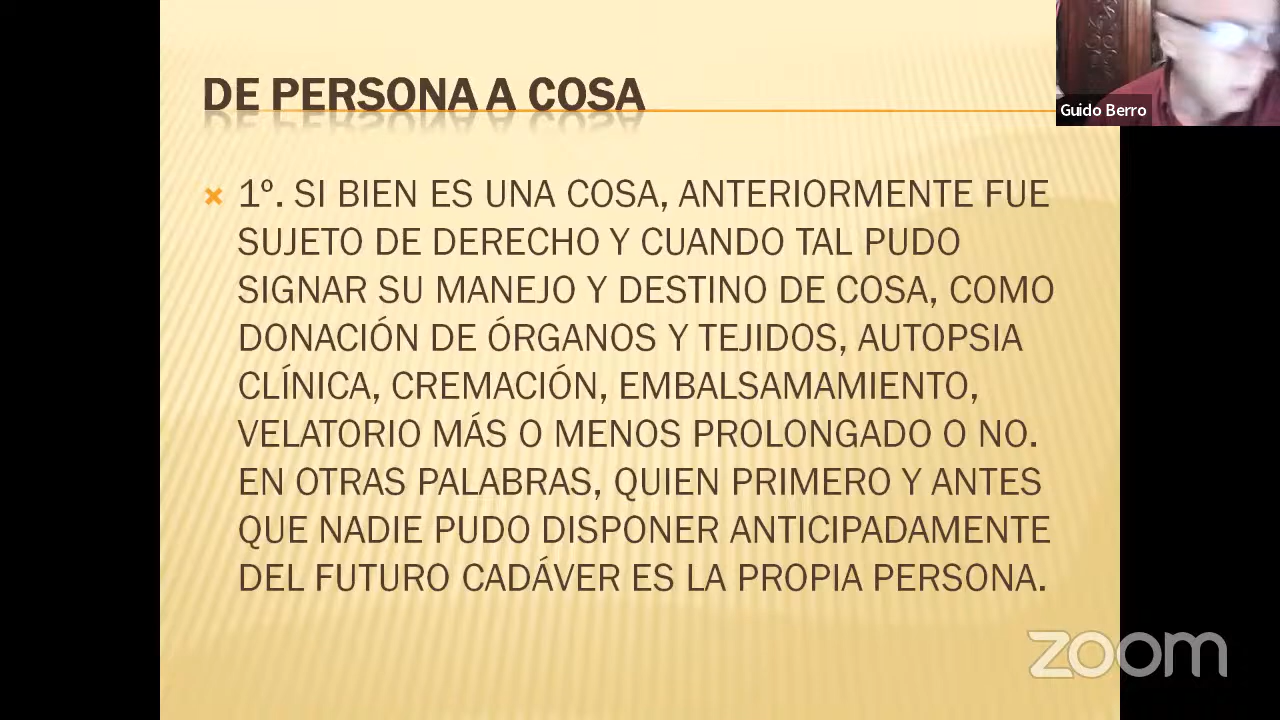 DE PERSONA A COSA
Guido Berro
1º. SI BIEN ES UNA COSA, ANTERIORMENTE FUE
SUJETO DE DERECHO Y CUANDO TAL PUDO
SIGNAR SU MANEJO Y DESTINO DE COSA, COMO
DONACIÓN DE ÓRGANOS Y TEJIDOS, AUTOPSIA
CLÍNICA, CREMACIÓN, EMBALSAMAMIENTO,
VELATORIO MÁS O MENOS PROLONGADO O NO.
EN OTRAS PALABRAS, QUIEN PRIMERO Y ANTES
QUE NADIE PUDO DISPONER ANTICIPADAMENTE
DEL FUTURO CADÁVER ES LA PROPIA PERSONA.
zoom